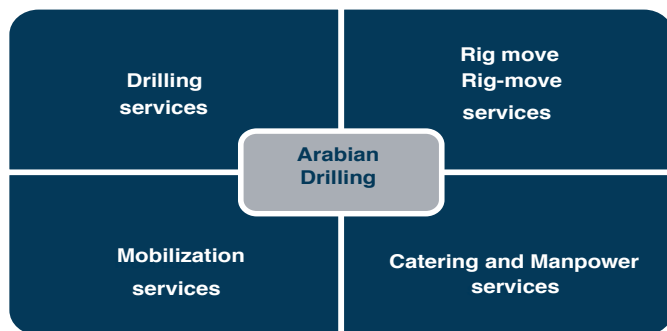 Drilling
services
Rig move
Rig-move
services
Arabian
Drilling
Mobilization
services
Catering and Manpower
services